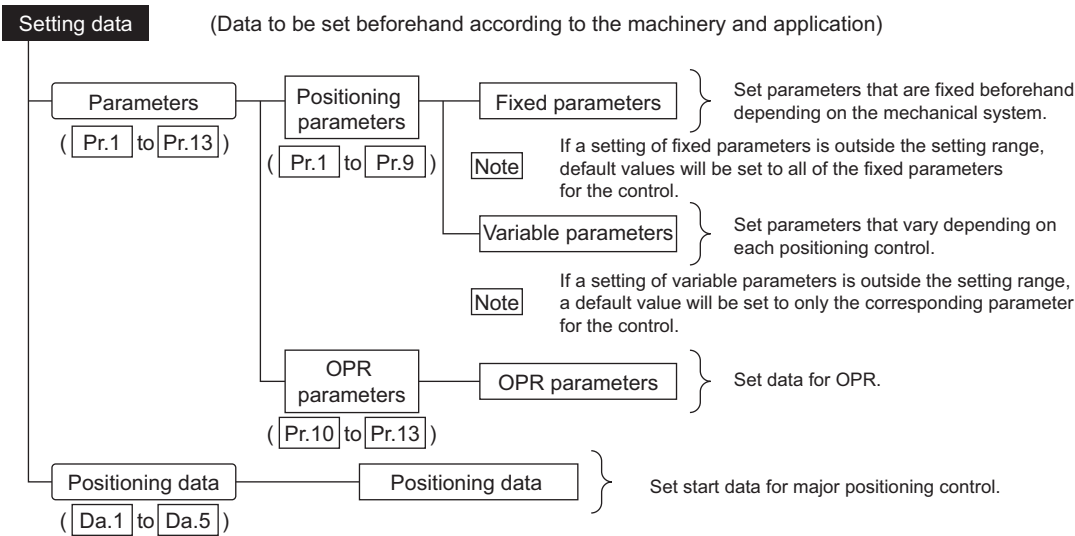 Setting data (Data to be set beforehand according to the machinery and application)
Parameters
( Pr.1 to Pr.13 )
Positioning
parameters
( Pr.1 to Pr.9 )
Fixed parameters
Set parameters that are fixed beforehand
depending on the mechanical system.
Note
If a setting of fixed parameters is outside the setting range,
default values will be set to all of the fixed parameters
for the control.
Variable parameters
Set parameters that vary depending on
each positioning control.
Note
If a setting of variable parameters is outside the setting range,
a default value will be set to only the corresponding parameter
for the control.
OPR
parameters
( Pr.10 to Pr.13 )
OPR parameters
Set data for OPR.
Positioning data
( Da.1 to Da.5 )
Positioning data
Set start data for major positioning control.